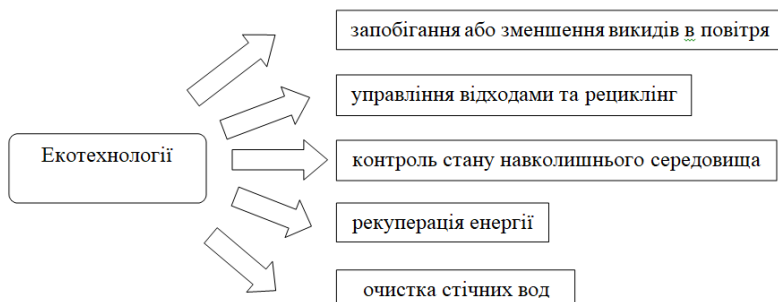 запобігання або зменшення викидів в повітря
управління відходами та рециклінг
Екотехнології
контроль стану навколишнього середовища
рекуперація енергії
очистка стічних вод